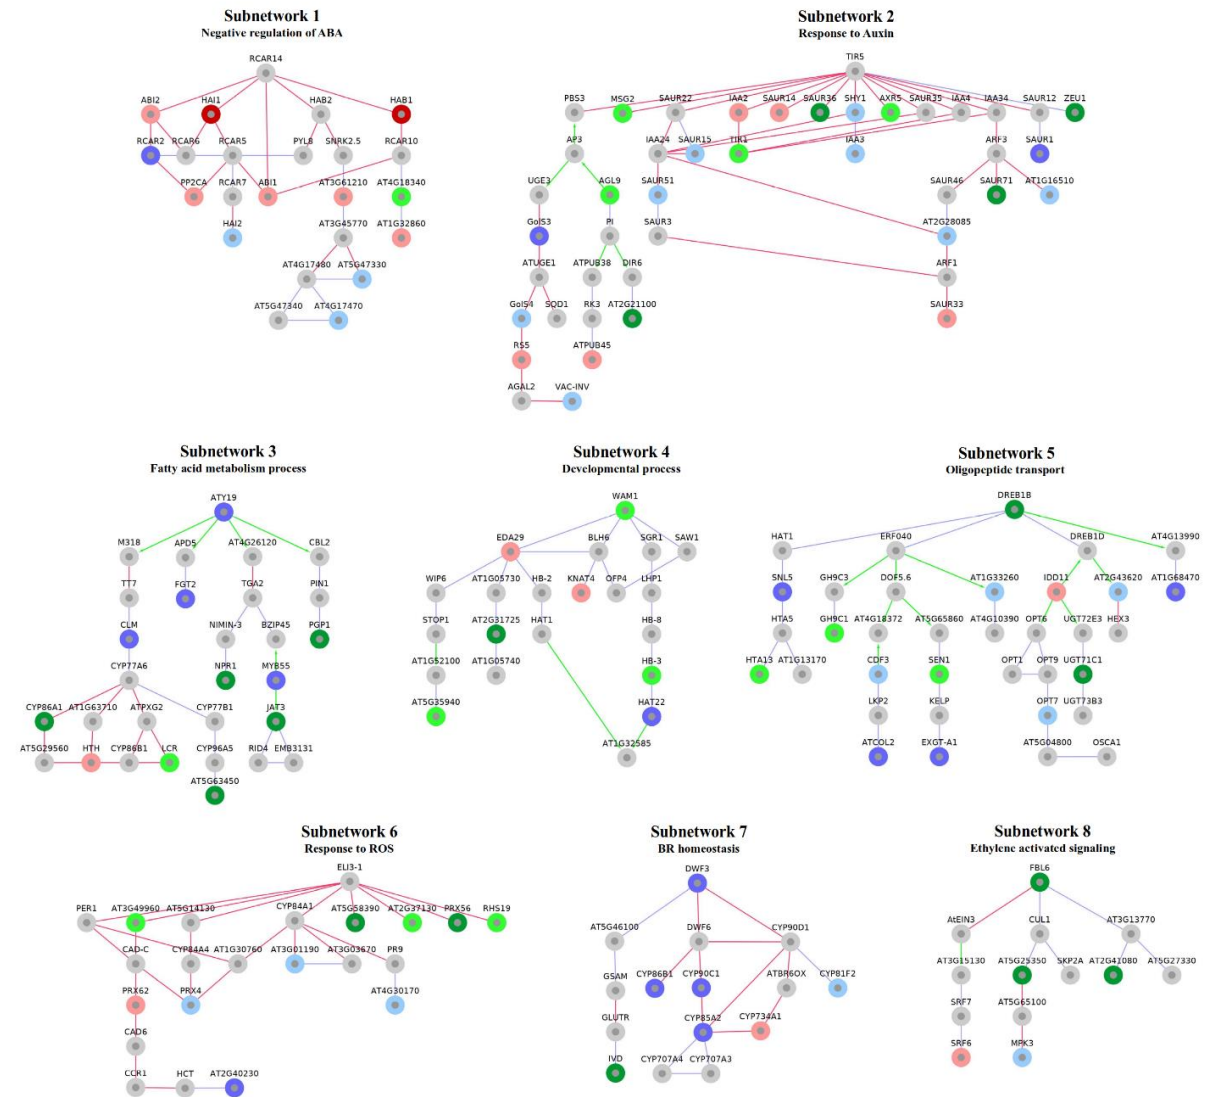 Subnetwork 1
Negative regulation of ABA
RCAR14
ABI2 HAI1 HAB2 HAB1
RCAR2 RCAR6 RCAR5 PYL8 SNRK2.5 RCAR10
PP2CA RCAR7 ABI1 AT3G61210 AT4G18340
HAI2 AT3G45770 AT1G32860
AT4G17480 AT5G47330
AT5G47340 AT4G17470
Subnetwork 2
Response to Auxin
TIR5
PBS3 MSG2 SAUR22 IAA2 SAUR14 SAUR36 SHY1 AXR5 SAUR35 IAA4 IAA34 SAUR12 ZEU1
AP3 IAA24 SAUR15 TIR1 IAA3 ARF3 SAUR1
UGE3 AGL9 SAUR51 SAUR46 SAUR71 AT1G16510
GolS3 PI SAUR3 AT2G28085
ATUGE1 ATPUB38 DIR6 ARF1
GolS4 SQD1 RK3 AT2G21100 SAUR33
RS5 ATPUB45
AGAL2 VAC-INV
Subnetwork 3
Fatty acid metabolism process
ATY19
M318 APD5 AT4G26120 CBL2
TT7 FGT2 TGA2 PIN1
CLM NIMIN-3 BZIP45 PGP1
CYP77A6 NPR1 MYB55
CYP86A1 AT1G63710 ATPXG2 CYP77B1 JAT3
AT5G29560 HTH CYP86B1 LCR CYP96A5 RID4 EMB3131
AT5G63450
Subnetwork 4
Developmental process
WAM1
EDA29 BLH6 SGR1 SAW1
WIP6 AT1G05730 HB-2 KNAT4 OFP4 LHP1
STOP1 AT2G31725 HAT1 HB-8
AT1G52100 AT1G05740 HB-3
AT5G35940 HAT22
AT1G32585
Subnetwork 5
Oligopeptide transport
DREB1B
HAT1 ERF040 DREB1D AT4G13990
SNL5 GH9C3 DOF5.6 AT1G33260 IDD11 AT2G43620 AT1G68470
HTA5 GH9C1 AT4G18372 AT5G65860 AT4G10390 OPT6 UGT72E3 HEX3
HTA13 AT1G13170 CDF3 SEN1 OPT1 OPT9 UGT71C1
LKP2 KELP OPT7 UGT73B3
ATCOL2 EXGT-A1 AT5G04800 OSCA1
Subnetwork 6
Response to ROS
ELI3-1
PER1 AT3G49960 AT5G14130 CYP84A1 AT5G58390 AT2G37130 PRX56 RHS19
CAD-C CYP84A4 AT1G30760 AT3G01190 AT3G03670 PR9
PRX62 PRX4 AT4G30170
CAD6
CCR1 HCT AT2G40230
Subnetwork 7
BR homeostasis
DWF3
AT5G46100 DWF6 CYP90D1
GSAM CYP86B1 CYP90C1 ATBR6OX CYP81F2
GLUTR CYP85A2 CYP734A1
IVD CYP707A4 CYP707A3
Subnetwork 8
Ethylene activated signaling
FBL6
AtEIN3 CUL1 AT3G13770
AT3G15130 AT5G25350 SKP2A AT2G41080 AT5G27330
SRF7 AT5G65100
SRF6 MPK3